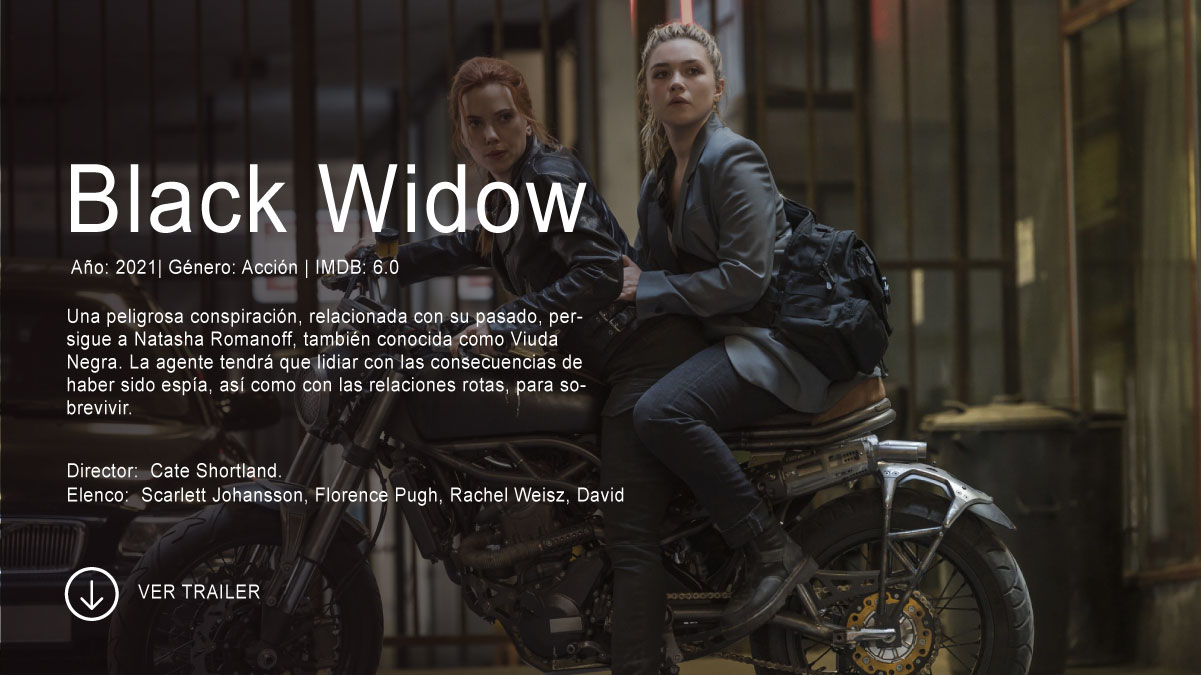 Black Widow
Año: 2021| Género: Acción | IMDB: 6.0
Una peligrosa conspiración, relacionada con su pasado, per-
sigue a Natasha Romanoff, también conocida como Viuda
Negra. La agente tendrá que lidiar con las consecuencias de
haber sido espía, así como con las relaciones rotas, para so-
brevivir.
Director:  Cate Shortland.
Elenco:  Scarlett Johansson, Florence Pugh, Rachel Weisz, David
VER TRAILER